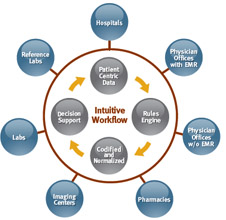 Hospitals
Reference
Labs
Physician
Offices
with EMR
Patient
Centric
Data
Decision
Support
Intuitive
Workflow
Rules
Engine
Codified
and
Normalized
Labs
Physician
Offices
w/o EMR
Imaging
Centers
Pharmacies